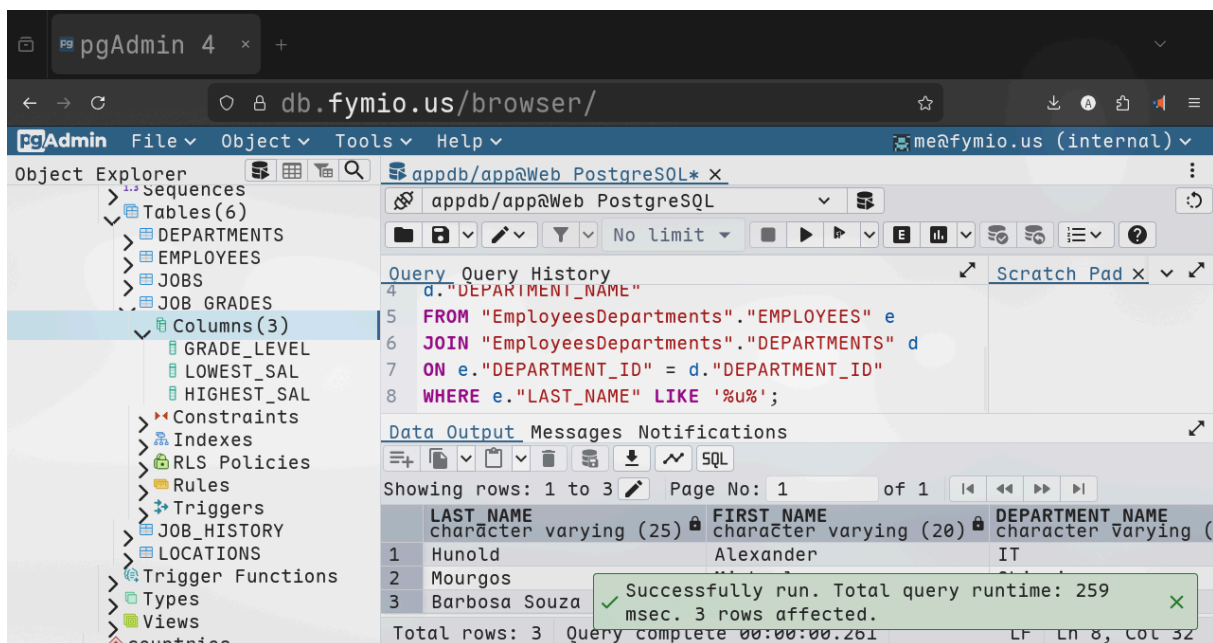 pgAdmin 4
db.fymio.us/browser/
pgAdmin File Object Tools Help me@fymio.us (internal)
Object Explorer
Sequences
Tables(6)
DEPARTMENTS
EMPLOYEES
JOBS
JOB GRADES
Columns(3)
GRADE_LEVEL
LOWEST_SAL
HIGHEST_SAL
Constraints
Indexes
RLS Policies
Rules
Triggers
JOB_HISTORY
LOCATIONS
Trigger Functions
Types
Views
countries
appdb/app@Web PostgreSQL*
appdb/app@Web PostgreSQL
No limit
Query Query History
Scratch Pad
4 d."DEPARTMENT_NAME"
5 FROM "EmployeesDepartments"."EMPLOYEES" e
6 JOIN "EmployeesDepartments"."DEPARTMENTS" d
7 ON e."DEPARTMENT_ID" = d."DEPARTMENT_ID"
8 WHERE e."LAST_NAME" LIKE '%u%';
Data Output Messages Notifications
SQL
Showing rows: 1 to 3 Page No: 1 of 1
LAST_NAME FIRST_NAME DEPARTMENT_NAME
character varying (25) character varying (20) character varying (
1 Hunold Alexander IT
2 Mourgos
3 Barbosa Souza
Successfully run. Total query runtime: 259
msec. 3 rows affected.
Total rows: 3 Query complete 00:00:00.261 LF Ln 8, Col 32